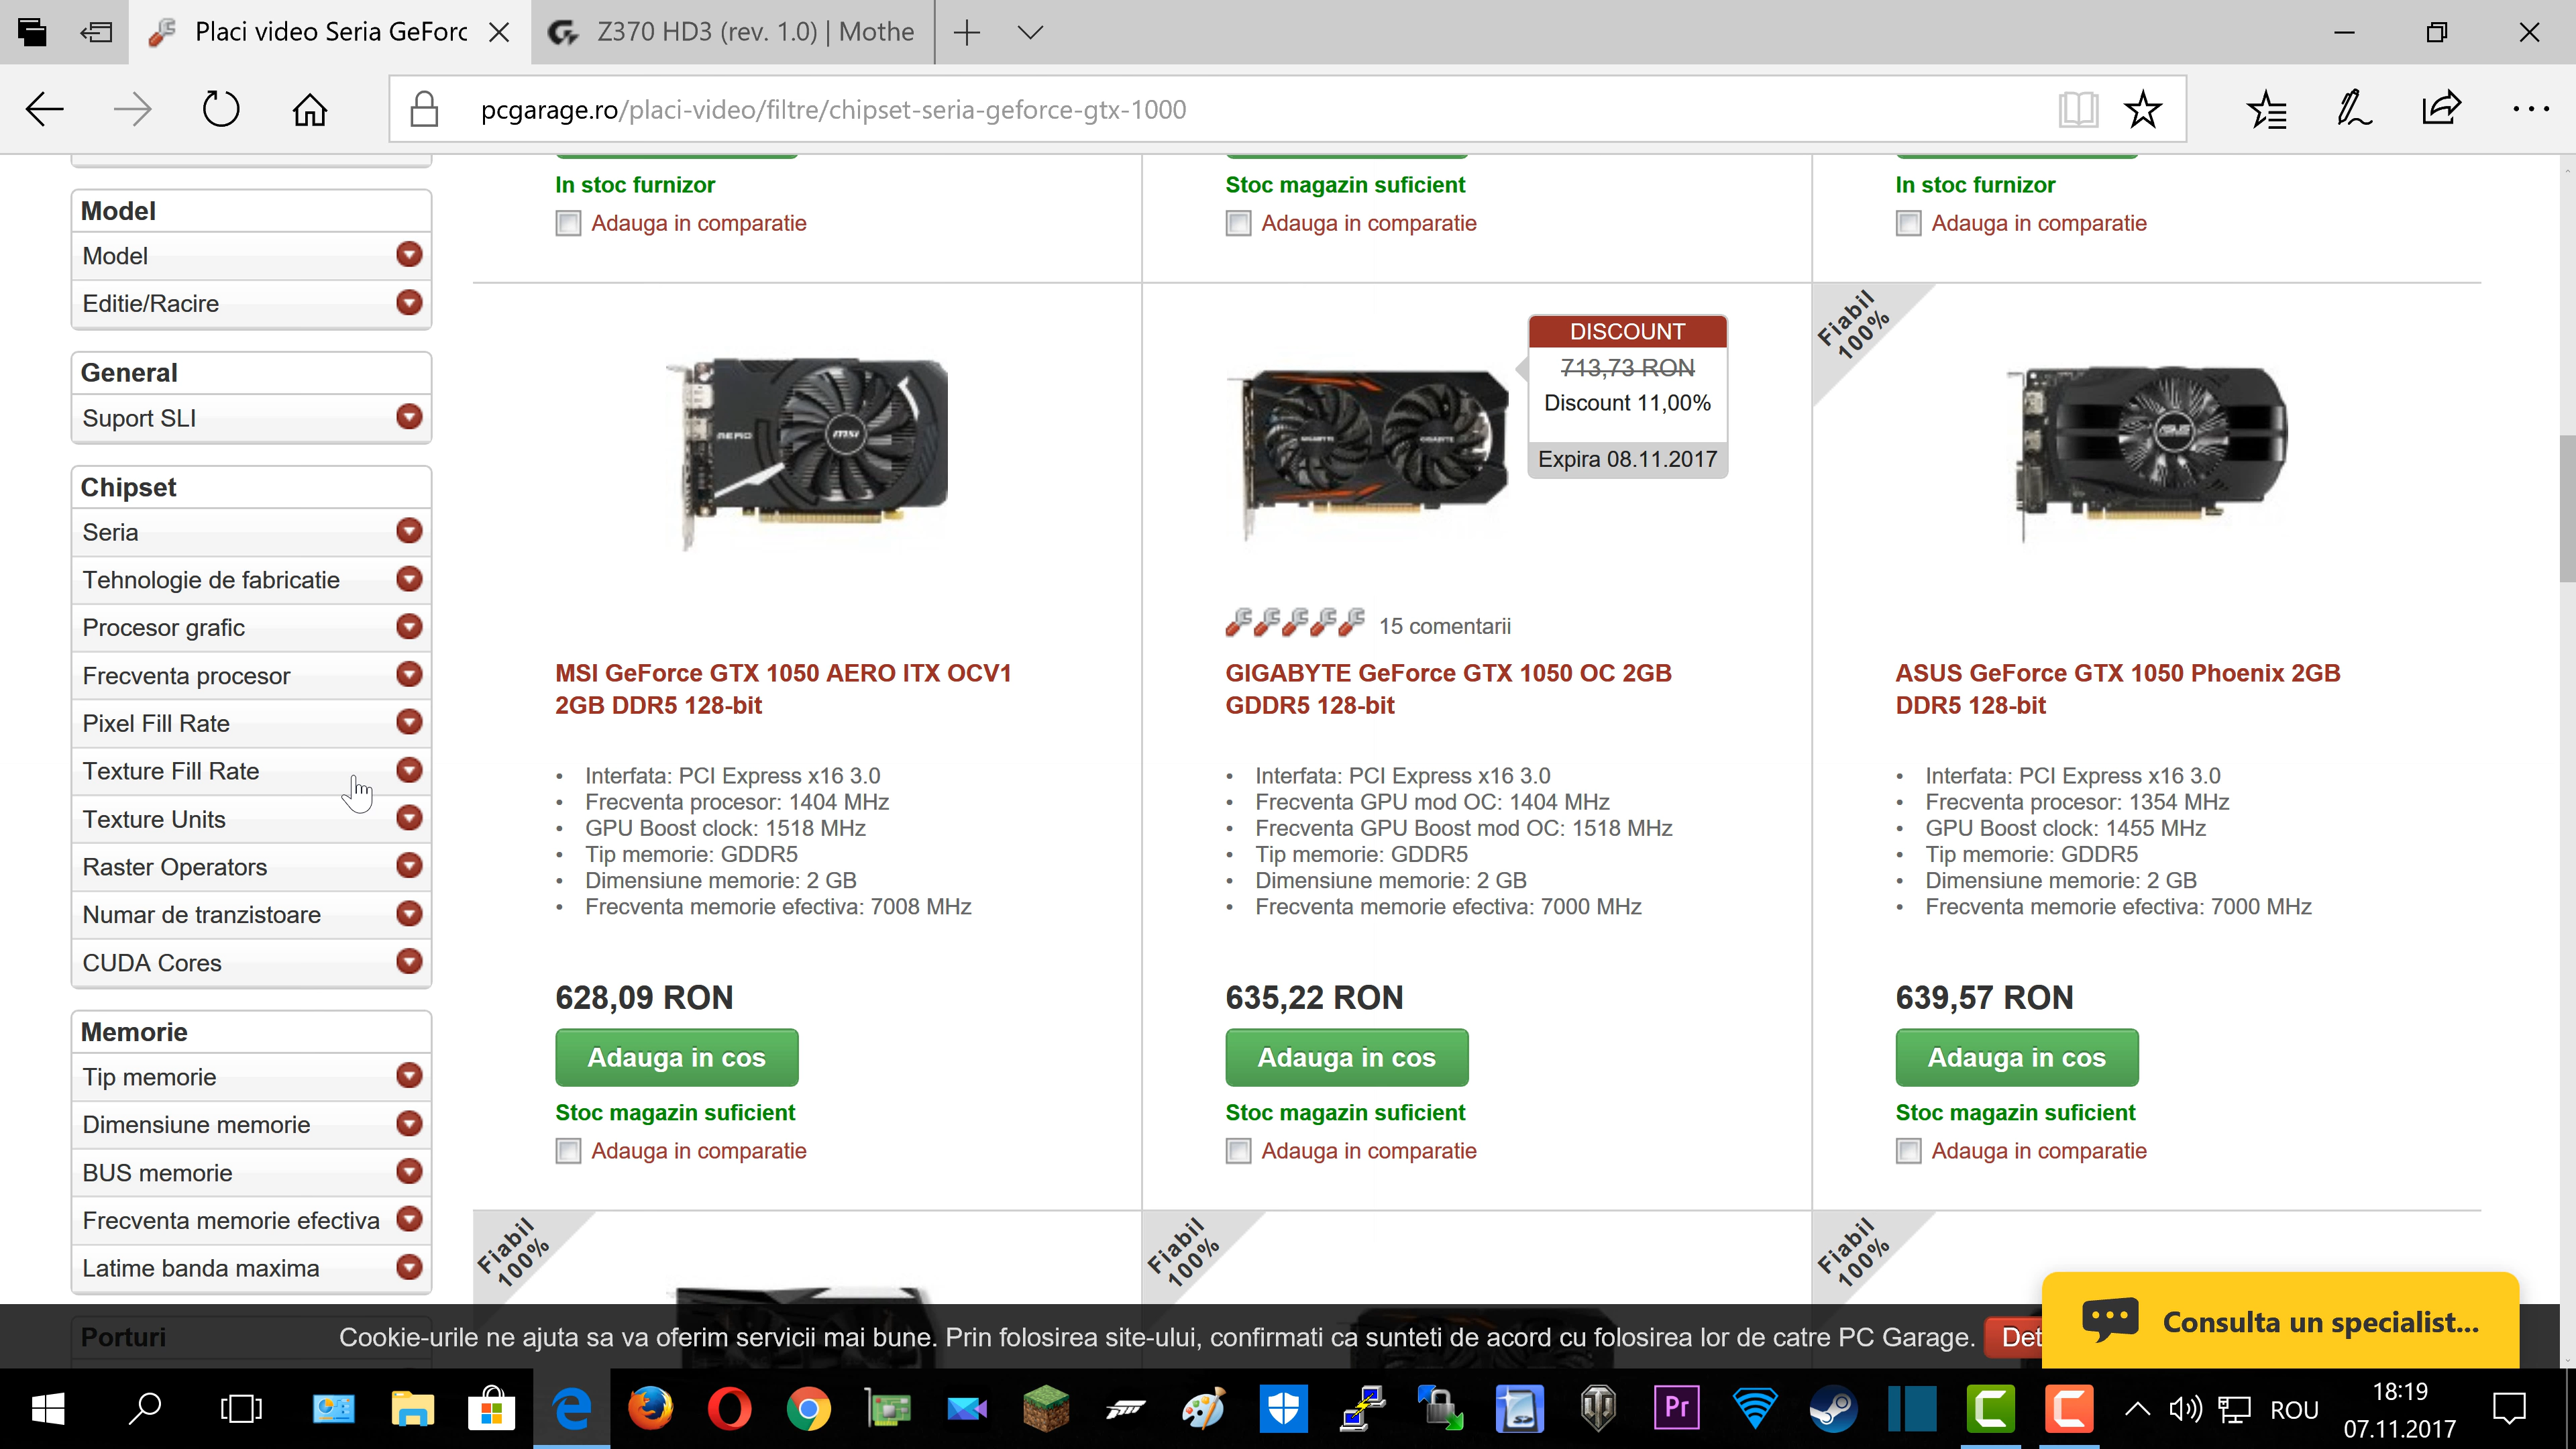 Placi video Seria GeForc
Z370 HD3 (rev. 1.0) | Mothe
pcgarage.ro/placi-video/filtre/chipset-seria-geforce-gtx-1000
Model
Model
Editie/Racire
General
Suport SLI
Chipset
Seria
Tehnologie de fabricatie
Procesor grafic
Frecventa procesor
Pixel Fill Rate
Texture Fill Rate
Texture Units
Raster Operators
Numar de tranzistoare
CUDA Cores
Memorie
Tip memorie
Dimensiune memorie
BUS memorie
Frecventa memorie efectiva
Latime banda maxima
Porturi
In stoc furnizor
Adauga in comparatie
Stoc magazin suficient
Adauga in comparatie
In stoc furnizor
Adauga in comparatie
AERO
msi
MSI GeForce GTX 1050 AERO ITX OCV1
2GB DDR5 128-bit
• Interfata: PCI Express x16 3.0
• Frecventa procesor: 1404 MHz
• GPU Boost clock: 1518 MHz
• Tip memorie: GDDR5
• Dimensiune memorie: 2 GB
• Frecventa memorie efectiva: 7008 MHz
628,09 RON
Adauga in cos
Stoc magazin suficient
Adauga in comparatie
DISCOUNT
713,73 RON
Discount 11,00%
Expira 08.11.2017
GIGABYTE
GIGABYTE
15 comentarii
GIGABYTE GeForce GTX 1050 OC 2GB
GDDR5 128-bit
• Interfata: PCI Express x16 3.0
• Frecventa GPU mod OC: 1404 MHz
• Frecventa GPU Boost mod OC: 1518 MHz
• Tip memorie: GDDR5
• Dimensiune memorie: 2 GB
• Frecventa memorie efectiva: 7000 MHz
635,22 RON
Adauga in cos
Stoc magazin suficient
Adauga in comparatie
Fiabil
100%
ASUS
ASUS GeForce GTX 1050 Phoenix 2GB
DDR5 128-bit
• Interfata: PCI Express x16 3.0
• Frecventa procesor: 1354 MHz
• GPU Boost clock: 1455 MHz
• Tip memorie: GDDR5
• Dimensiune memorie: 2 GB
• Frecventa memorie efectiva: 7000 MHz
639,57 RON
Adauga in cos
Stoc magazin suficient
Adauga in comparatie
Fiabil
100%
Fiabil
100%
Fiabil
100%
Cookie-urile ne ajuta sa va oferim servicii mai bune. Prin folosirea site-ului, confirmati ca sunteti de acord cu folosirea lor de catre PC Garage.
Det
Consulta un specialist...
Pr
ROU
18:19
07.11.2017